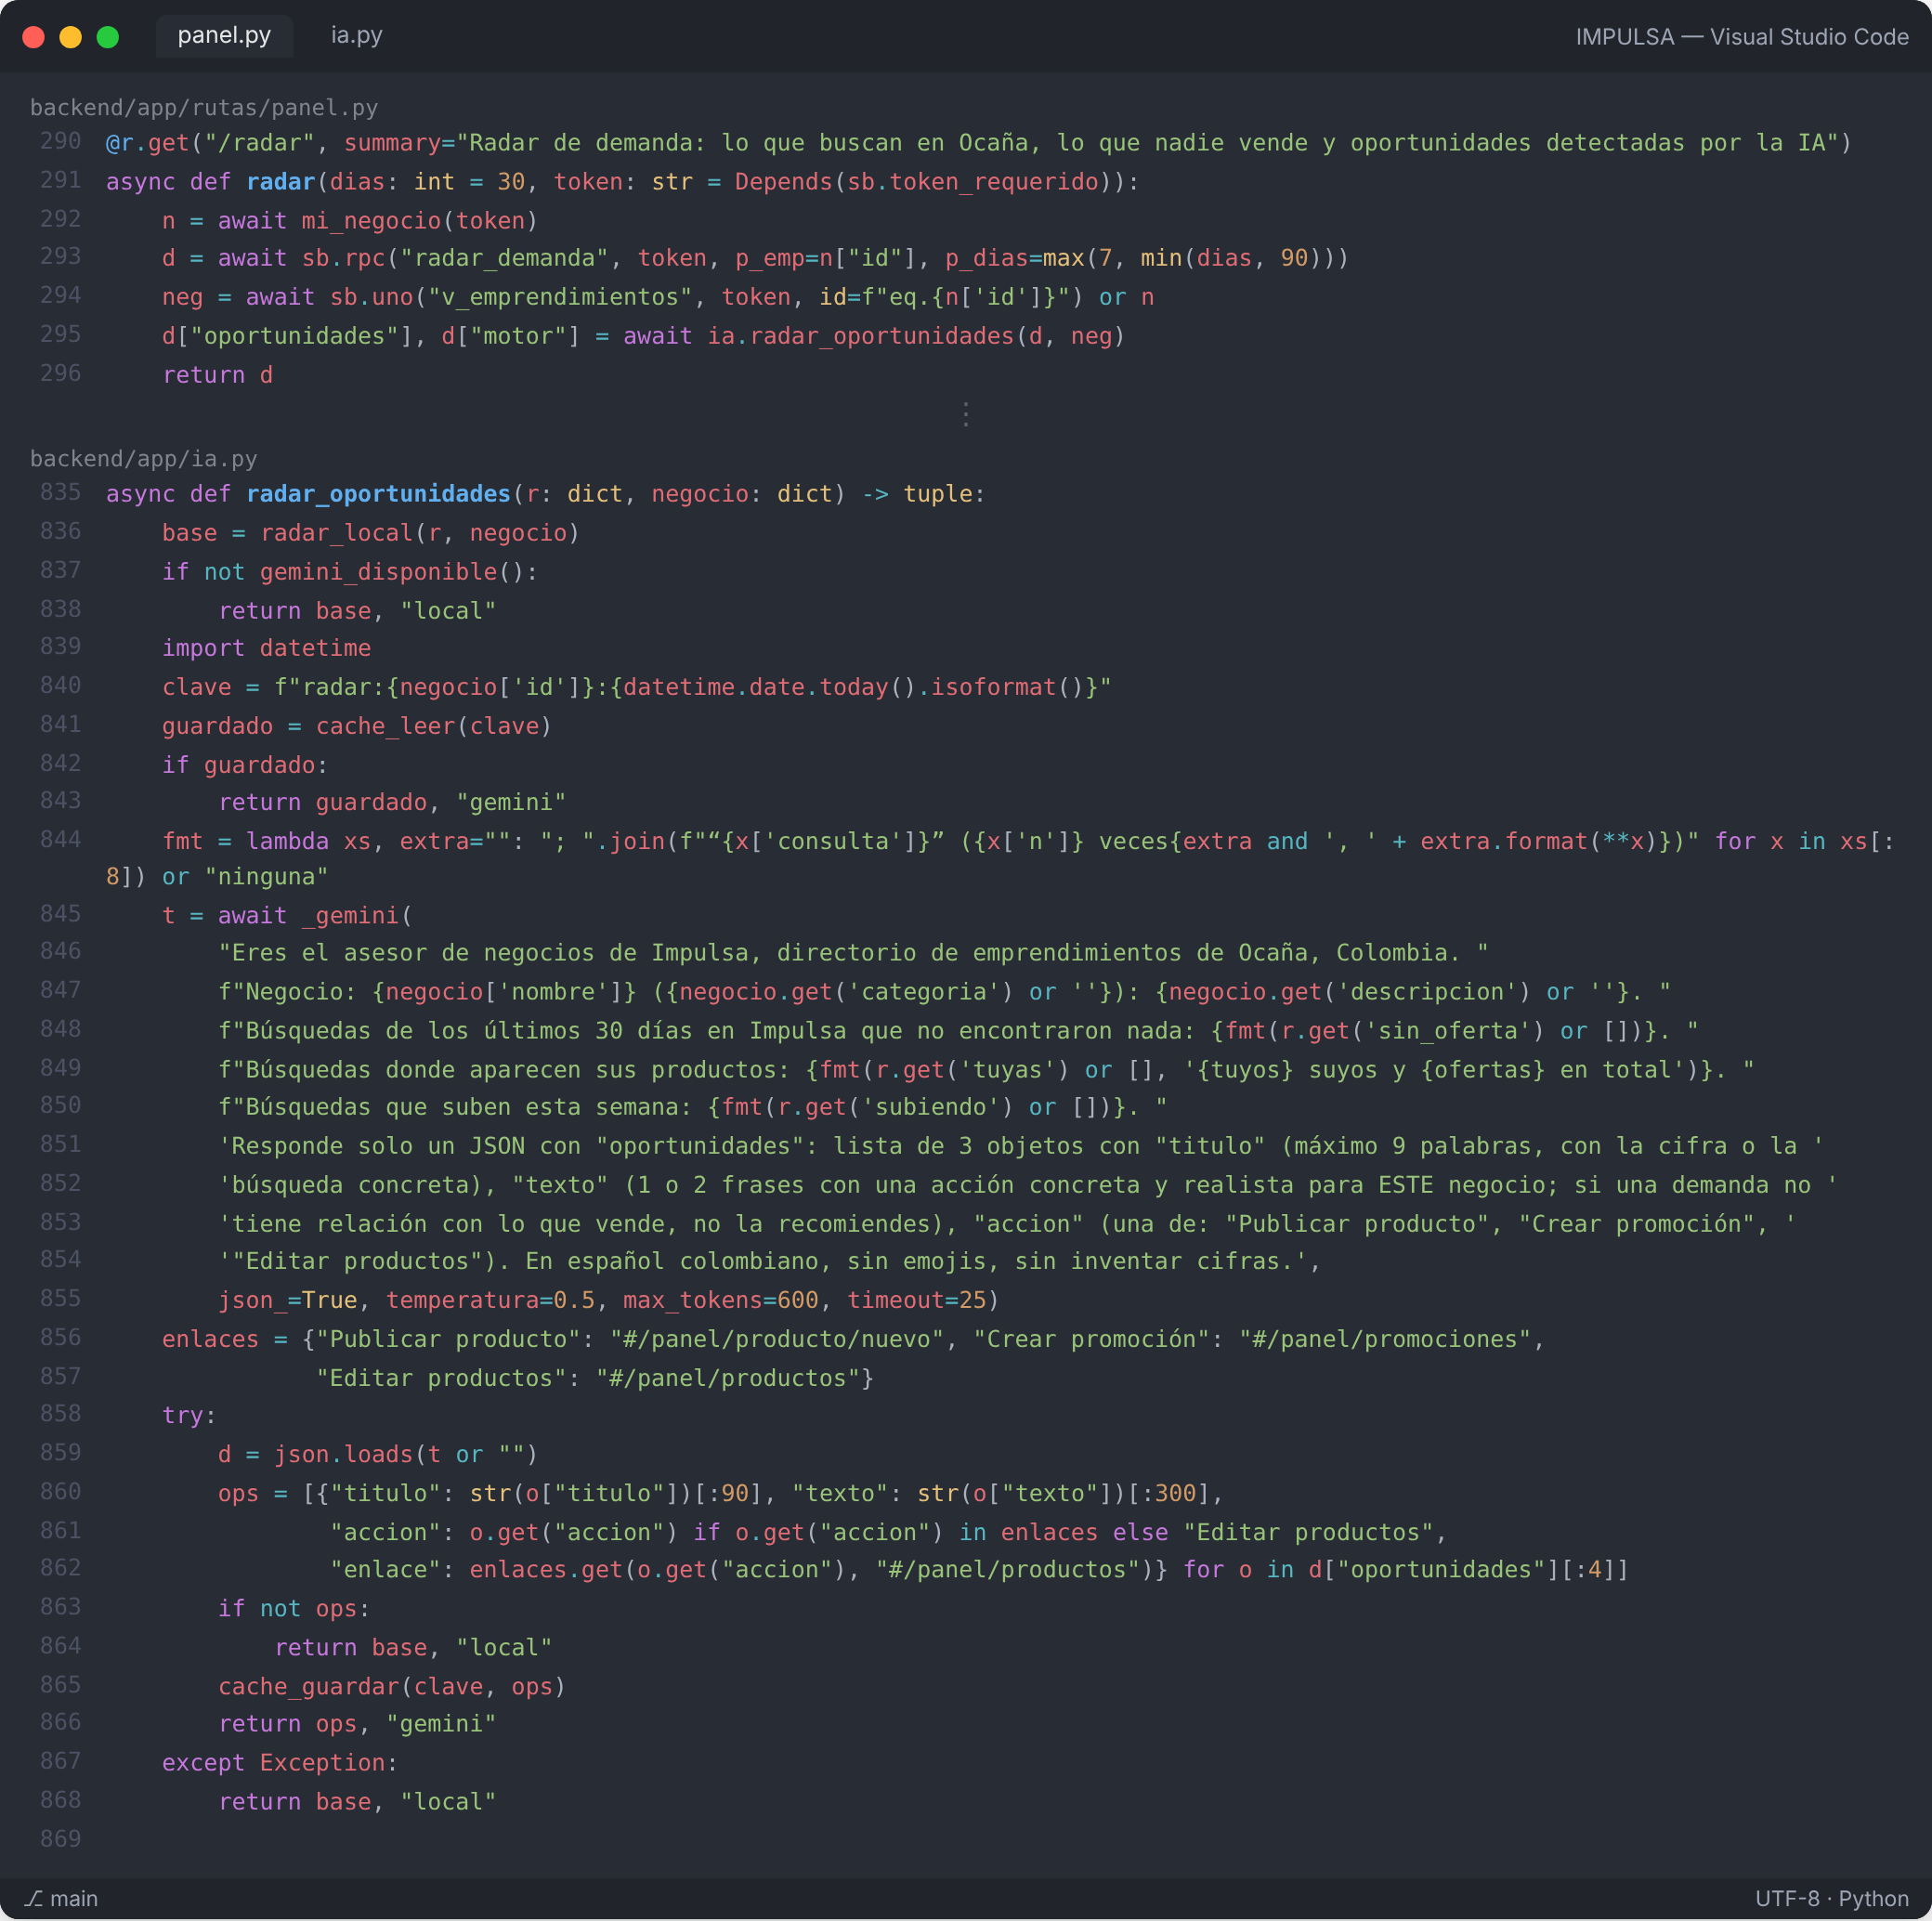 panel.py
ia.py
IMPULSA — Visual Studio Code
backend/app/rutas/panel.py
290 @r.get("/radar", summary="Radar de demanda: lo que buscan en Ocaña, lo que nadie vende y oportunidades detectadas por la IA")
291 async def radar(dias: int = 30, token: str = Depends(sb.token_requerido)):
292     n = await mi_negocio(token)
293     d = await sb.rpc("radar_demanda", token, p_emp=n["id"], p_dias=max(7, min(dias, 90)))
294     neg = await sb.uno("v_emprendimientos", token, id=f"eq.{n['id']}") or n
295     d["oportunidades"], d["motor"] = await ia.radar_oportunidades(d, neg)
296     return d
⋮
backend/app/ia.py
835 async def radar_oportunidades(r: dict, negocio: dict) -> tuple:
836     base = radar_local(r, negocio)
837     if not gemini_disponible():
838         return base, "local"
839     import datetime
840     clave = f"radar:{negocio['id']}:{datetime.date.today().isoformat()}"
841     guardado = cache_leer(clave)
842     if guardado:
843         return guardado, "gemini"
844     fmt = lambda xs, extra="": "; ".join(f"“{x['consulta']}” ({x['n']} veces{extra and ', ' + extra.format(**x)})" for x in xs[:
8]) or "ninguna"
845     t = await _gemini(
846         "Eres el asesor de negocios de Impulsa, directorio de emprendimientos de Ocaña, Colombia. "
847         f"Negocio: {negocio['nombre']} ({negocio.get('categoria') or ''}): {negocio.get('descripcion') or ''}. "
848         f"Búsquedas de los últimos 30 días en Impulsa que no encontraron nada: {fmt(r.get('sin_oferta') or [])}. "
849         f"Búsquedas donde aparecen sus productos: {fmt(r.get('tuyas') or [], '{tuyos} suyos y {ofertas} en total')}. "
850         f"Búsquedas que suben esta semana: {fmt(r.get('subiendo') or [])}. "
851         'Responde solo un JSON con "oportunidades": lista de 3 objetos con "titulo" (máximo 9 palabras, con la cifra o la '
852         'búsqueda concreta), "texto" (1 o 2 frases con una acción concreta y realista para ESTE negocio; si una demanda no '
853         'tiene relación con lo que vende, no la recomiendes), "accion" (una de: "Publicar producto", "Crear promoción", '
854         '"Editar productos"). En español colombiano, sin emojis, sin inventar cifras.',
855         json_=True, temperatura=0.5, max_tokens=600, timeout=25)
856     enlaces = {"Publicar producto": "#/panel/producto/nuevo", "Crear promoción": "#/panel/promociones",
857                "Editar productos": "#/panel/productos"}
858     try:
859         d = json.loads(t or "")
860         ops = [{"titulo": str(o["titulo"])[:90], "texto": str(o["texto"])[:300],
861                 "accion": o.get("accion") if o.get("accion") in enlaces else "Editar productos",
862                 "enlace": enlaces.get(o.get("accion"), "#/panel/productos")} for o in d["oportunidades"][:4]]
863         if not ops:
864             return base, "local"
865         cache_guardar(clave, ops)
866         return ops, "gemini"
867     except Exception:
868         return base, "local"
869
⎇ main
UTF-8 · Python